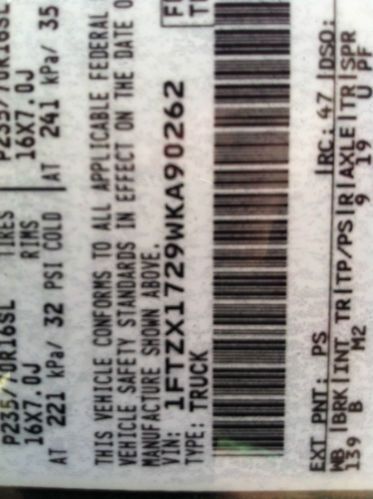 P235/70R16SL TIRES P235/70R16SL
16X7.0J RIMS 16X7.0J
AT 221 kPa/ 32 PSI COLD AT 241 kPa/ 35
THIS VEHICLE CONFORMS TO ALL APPLICABLE FEDERAL
VEHICLE SAFETY STANDARDS IN EFFECT ON THE DATE O
MANUFACTURE SHOWN ABOVE.
VIN: 1FTZX1729WKA90262
TYPE: TRUCK
EXT PNT: PS |RC: 47 |DSO:
WB |BRK|INT TR|TP/PS|R|AXLE|TR|SPR
139 B M2 9 19 U PF